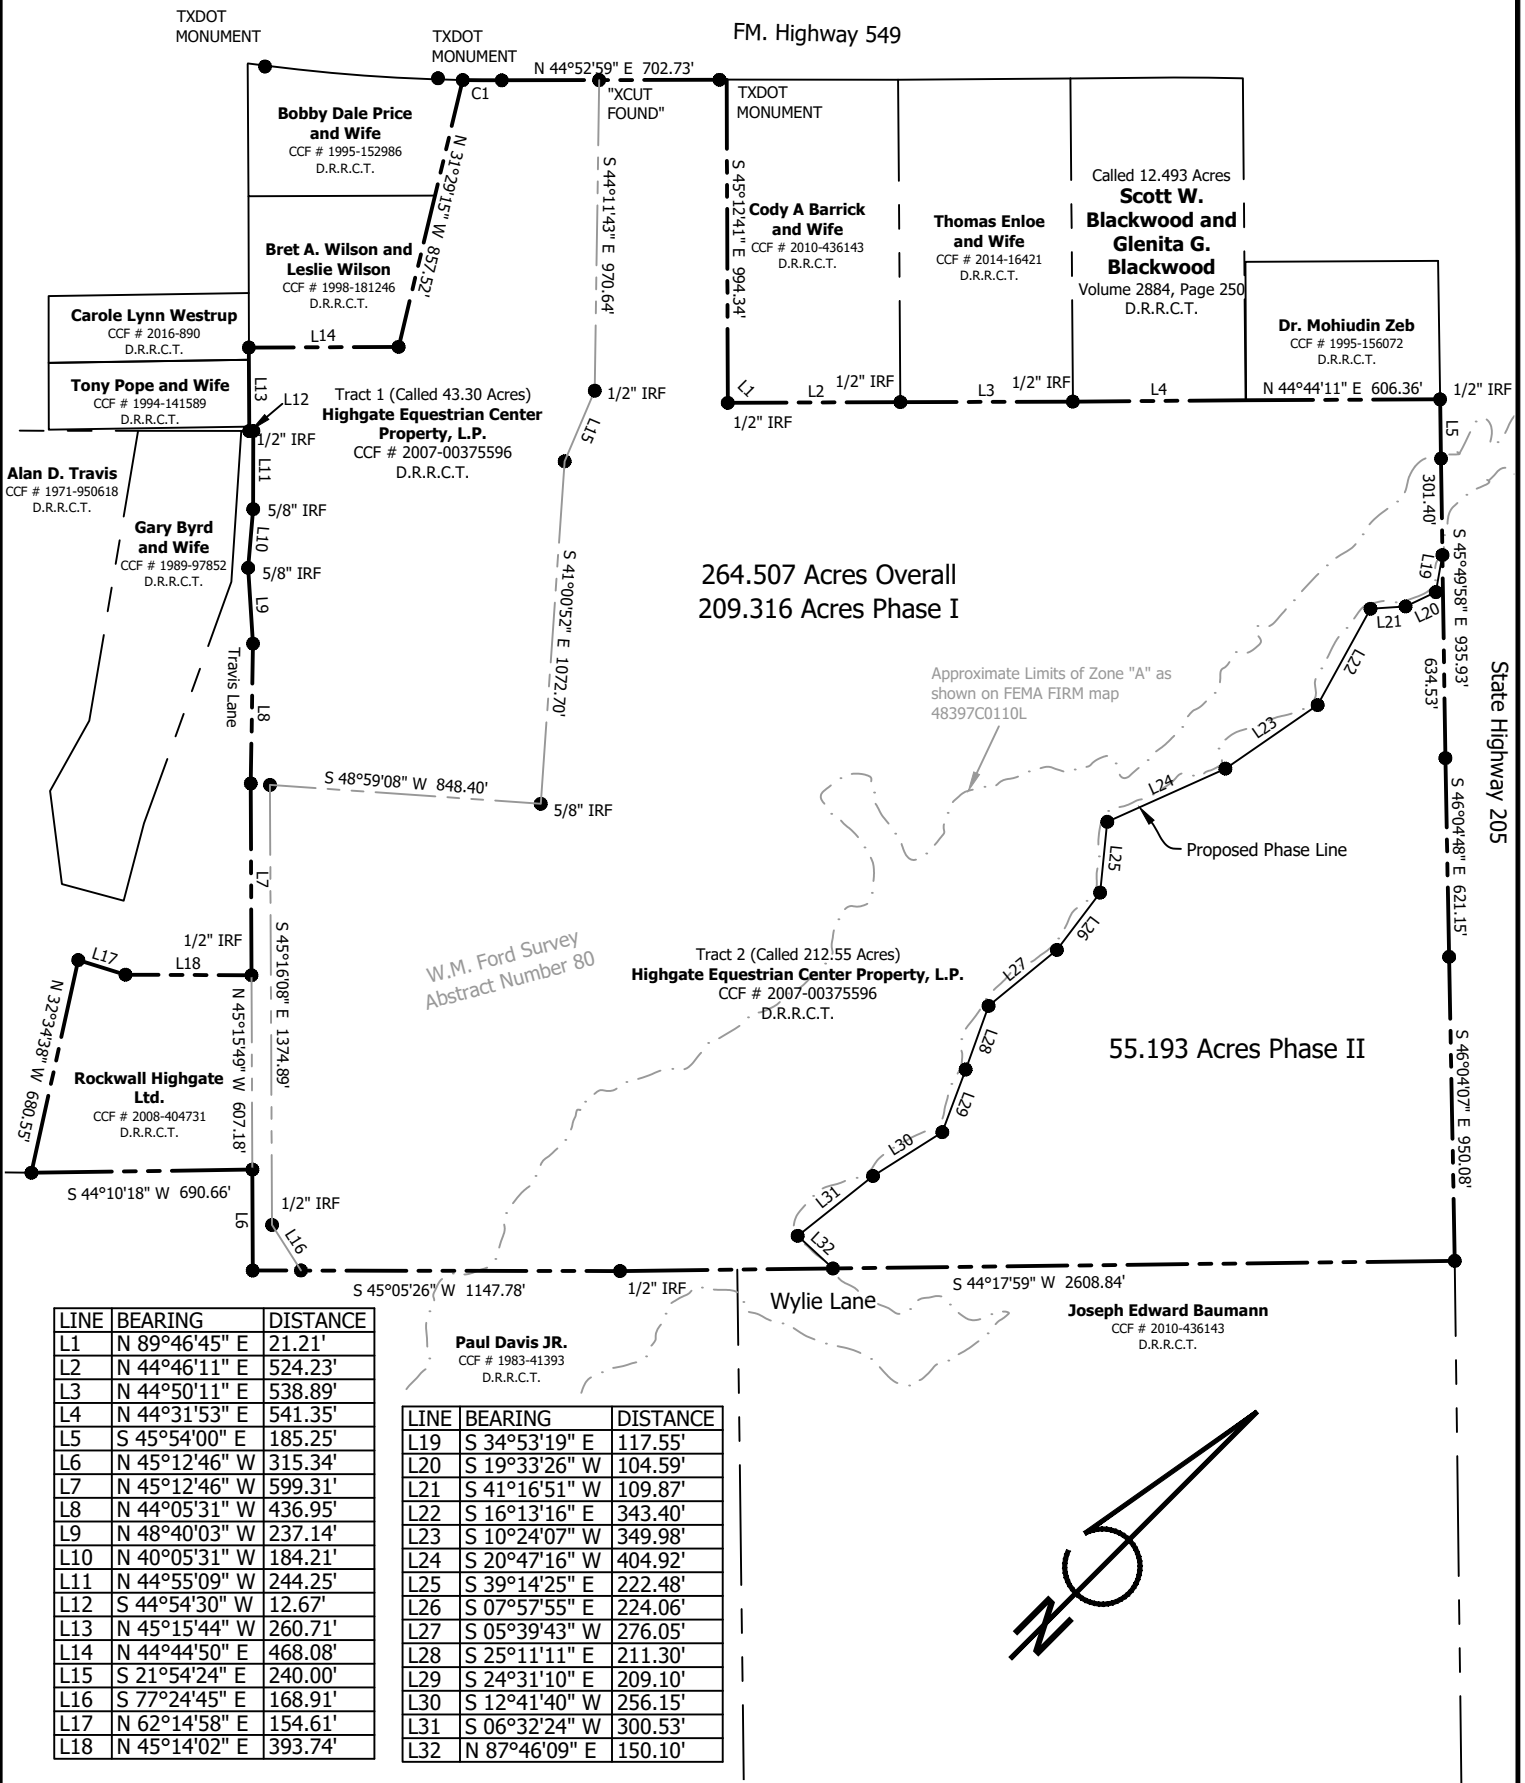 TXDOT
MONUMENT
TXDOT
MONUMENT
FM. Highway 549
N 44°52'59" E 702.73'
C1
"XCUT
FOUND"
TXDOT
MONUMENT
Bobby Dale Price
and Wife
CCF # 1995-152986
D.R.R.C.T.
N 31°29'15" W 857.52'
S 44°11'43" E 970.64'
S 45°12'41" E 994.34'
Cody A Barrick
and Wife
CCF # 2010-436143
D.R.R.C.T.
Thomas Enloe
and Wife
CCF # 2014-16421
D.R.R.C.T.
Called 12.493 Acres
Scott W.
Blackwood and
Glenita G.
Blackwood
Volume 2884, Page 250
D.R.R.C.T.
Bret A. Wilson and
Leslie Wilson
CCF # 1998-181246
D.R.R.C.T.
Dr. Mohiudin Zeb
CCF # 1995-156072
D.R.R.C.T.
Carole Lynn Westrup
CCF # 2016-890
D.R.R.C.T.
L14
Tony Pope and Wife
CCF # 1994-141589
D.R.R.C.T.
L13
L12
1/2" IRF
Tract 1 (Called 43.30 Acres)
Highgate Equestrian Center
Property, L.P.
CCF # 2007-00375596
D.R.R.C.T.
1/2" IRF
L15
L1
1/2" IRF
L2
1/2" IRF
L3
1/2" IRF
L4
N 44°44'11" E 606.36'
1/2" IRF
L5
Alan D. Travis
CCF # 1971-950618
D.R.R.C.T.
L11
5/8" IRF
Gary Byrd
and Wife
CCF # 1989-97852
D.R.R.C.T.
L10
5/8" IRF
L9
Travis Lane
L8
S 41°00'52" E 1072.70'
264.507 Acres Overall
209.316 Acres Phase I
301.40'
S 45°49'58" E 935.93'
634.53'
L19
L20
L21
L22
L23
L24
Approximate Limits of Zone "A" as
shown on FEMA FIRM map
48397C0110L
State Highway 205
S 48°59'08" W 848.40'
5/8" IRF
S 46°04'48" E 621.15'
Proposed Phase Line
L25
L7
L26
S 45°16'08" E 1374.89'
1/2" IRF
L17
L18
W.M. Ford Survey
Abstract Number 80
Tract 2 (Called 212.55 Acres)
Highgate Equestrian Center Property, L.P.
CCF # 2007-00375596
D.R.R.C.T.
L27
L28
N 32°34'38" W 680.55'
N 45°15'49" W 607.18'
Rockwall Highgate
Ltd.
CCF # 2008-404731
D.R.R.C.T.
55.193 Acres Phase II
S 46°04'07" E 950.08'
L29
L30
L31
S 44°10'18" W 690.66'
L6
1/2" IRF
L16
L32
S 45°05'26" W 1147.78'
1/2" IRF
Wylie Lane
S 44°17'59" W 2608.84'
Paul Davis JR.
CCF # 1983-41393
D.R.R.C.T.
Joseph Edward Baumann
CCF # 2010-436143
D.R.R.C.T.
LINE BEARING DISTANCE
L1 N 89°46'45" E 21.21'
L2 N 44°46'11" E 524.23'
L3 N 44°50'11" E 538.89'
L4 N 44°31'53" E 541.35'
L5 S 45°54'00" E 185.25'
L6 N 45°12'46" W 315.34'
L7 N 45°12'46" W 599.31'
L8 N 44°05'31" W 436.95'
L9 N 48°40'03" W 237.14'
L10 N 40°05'31" W 184.21'
L11 N 44°55'09" W 244.25'
L12 S 44°54'30" W 12.67'
L13 N 45°15'44" W 260.71'
L14 N 44°44'50" E 468.08'
L15 S 21°54'24" E 240.00'
L16 S 77°24'45" E 168.91'
L17 N 62°14'58" E 154.61'
L18 N 45°14'02" E 393.74'
LINE BEARING DISTANCE
L19 S 34°53'19" E 117.55'
L20 S 19°33'26" W 104.59'
L21 S 41°16'51" W 109.87'
L22 S 16°13'16" E 343.40'
L23 S 10°24'07" W 349.98'
L24 S 20°47'16" W 404.92'
L25 S 39°14'25" E 222.48'
L26 S 07°57'55" E 224.06'
L27 S 05°39'43" W 276.05'
L28 S 25°11'11" E 211.30'
L29 S 24°31'10" E 209.10'
L30 S 12°41'40" W 256.15'
L31 S 06°32'24" W 300.53'
L32 N 87°46'09" E 150.10'
N